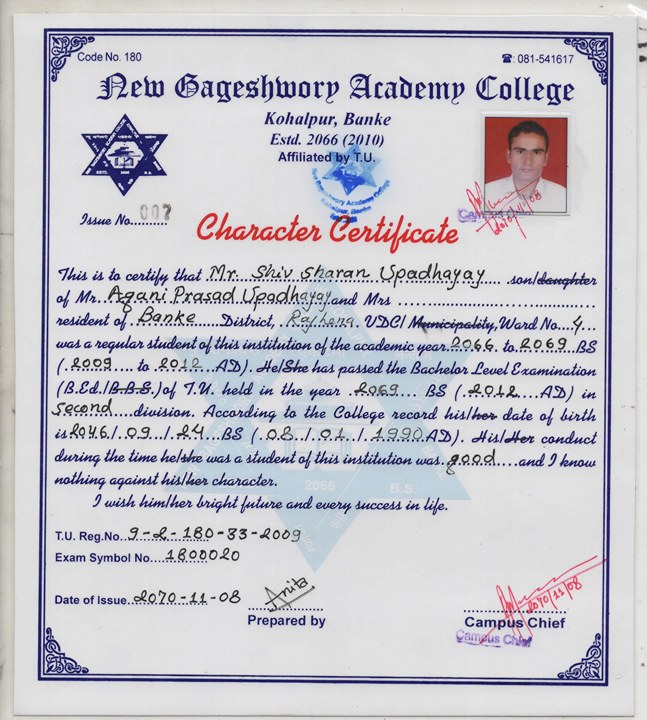 Code No. 180
☎: 081-541617
New Gageshwory Academy College
Kohalpur, Banke
Estd. 2066 (2010)
Affiliated by T.U.
Issue No. 007
Campus Chief
2070/11/08
Character Certificate
This is to certify that Mr. Shiv Sharan Upadhayay son/daughter
of Mr. Agani Prasad Upadhayay and Mrs
resident of Banke District, Rajhena VDC/ Municipality, Ward No. 4
was a regular student of this institution of the academic year 2066 to 2069 BS
(2009 to 2012 AD). He/She has passed the Bachelor Level Examination
(B.Ed./B.B.S.) of T.U. held in the year 2069 BS (2012 AD) in
Second division. According to the College record his/her date of birth
is 2046/09/24 BS (08/01/1990 AD). His/Her conduct
during the time he/she was a student of this institution was good and I know
nothing against his/her character.
I wish him/her bright future and every success in life.
T.U. Reg.No. 9-2-180-33-2009
Exam Symbol No. 1800020
Date of Issue. 2070-11-08
Anita
Prepared by
2070/11/08
Campus Chief
Campus Chief